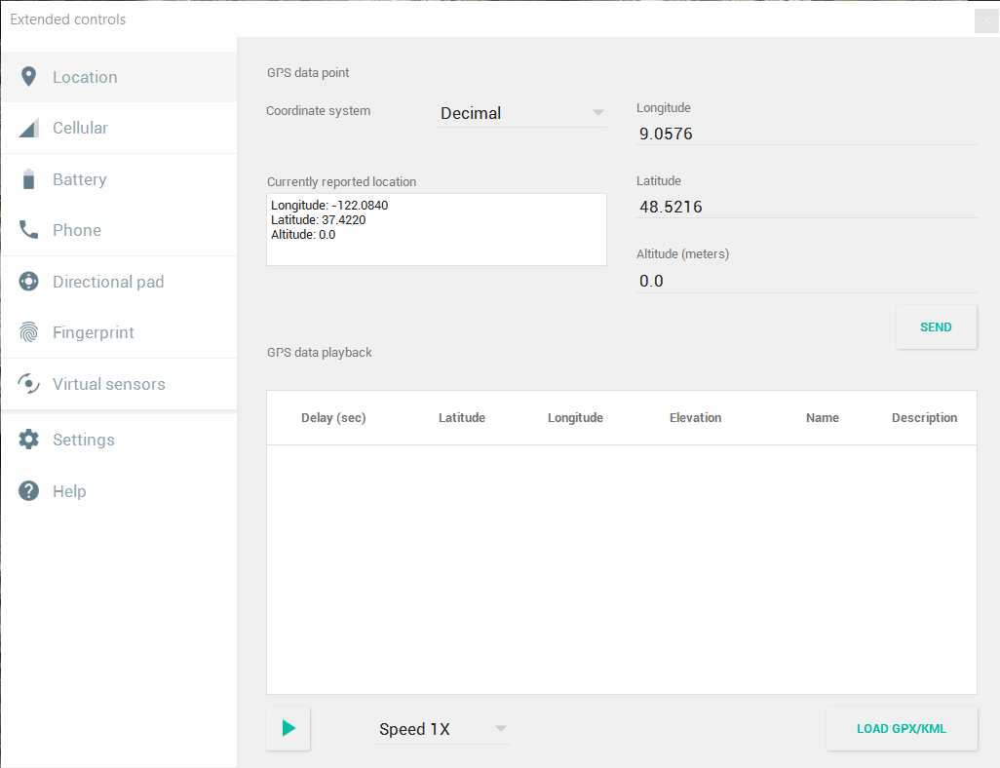 Extended controls
Location
Cellular
Battery
Phone
Directional pad
Fingerprint
Virtual sensors
Settings
Help
GPS data point
Coordinate system
Decimal
Longitude
9.0576
Currently reported location
Longitude: -122.0840
Latitude: 37.4220
Altitude: 0.0
Latitude
48.5216
Altitude (meters)
0.0
SEND
GPS data playback
Delay (sec) Latitude Longitude Elevation Name Description
Speed 1X
LOAD GPX/KML